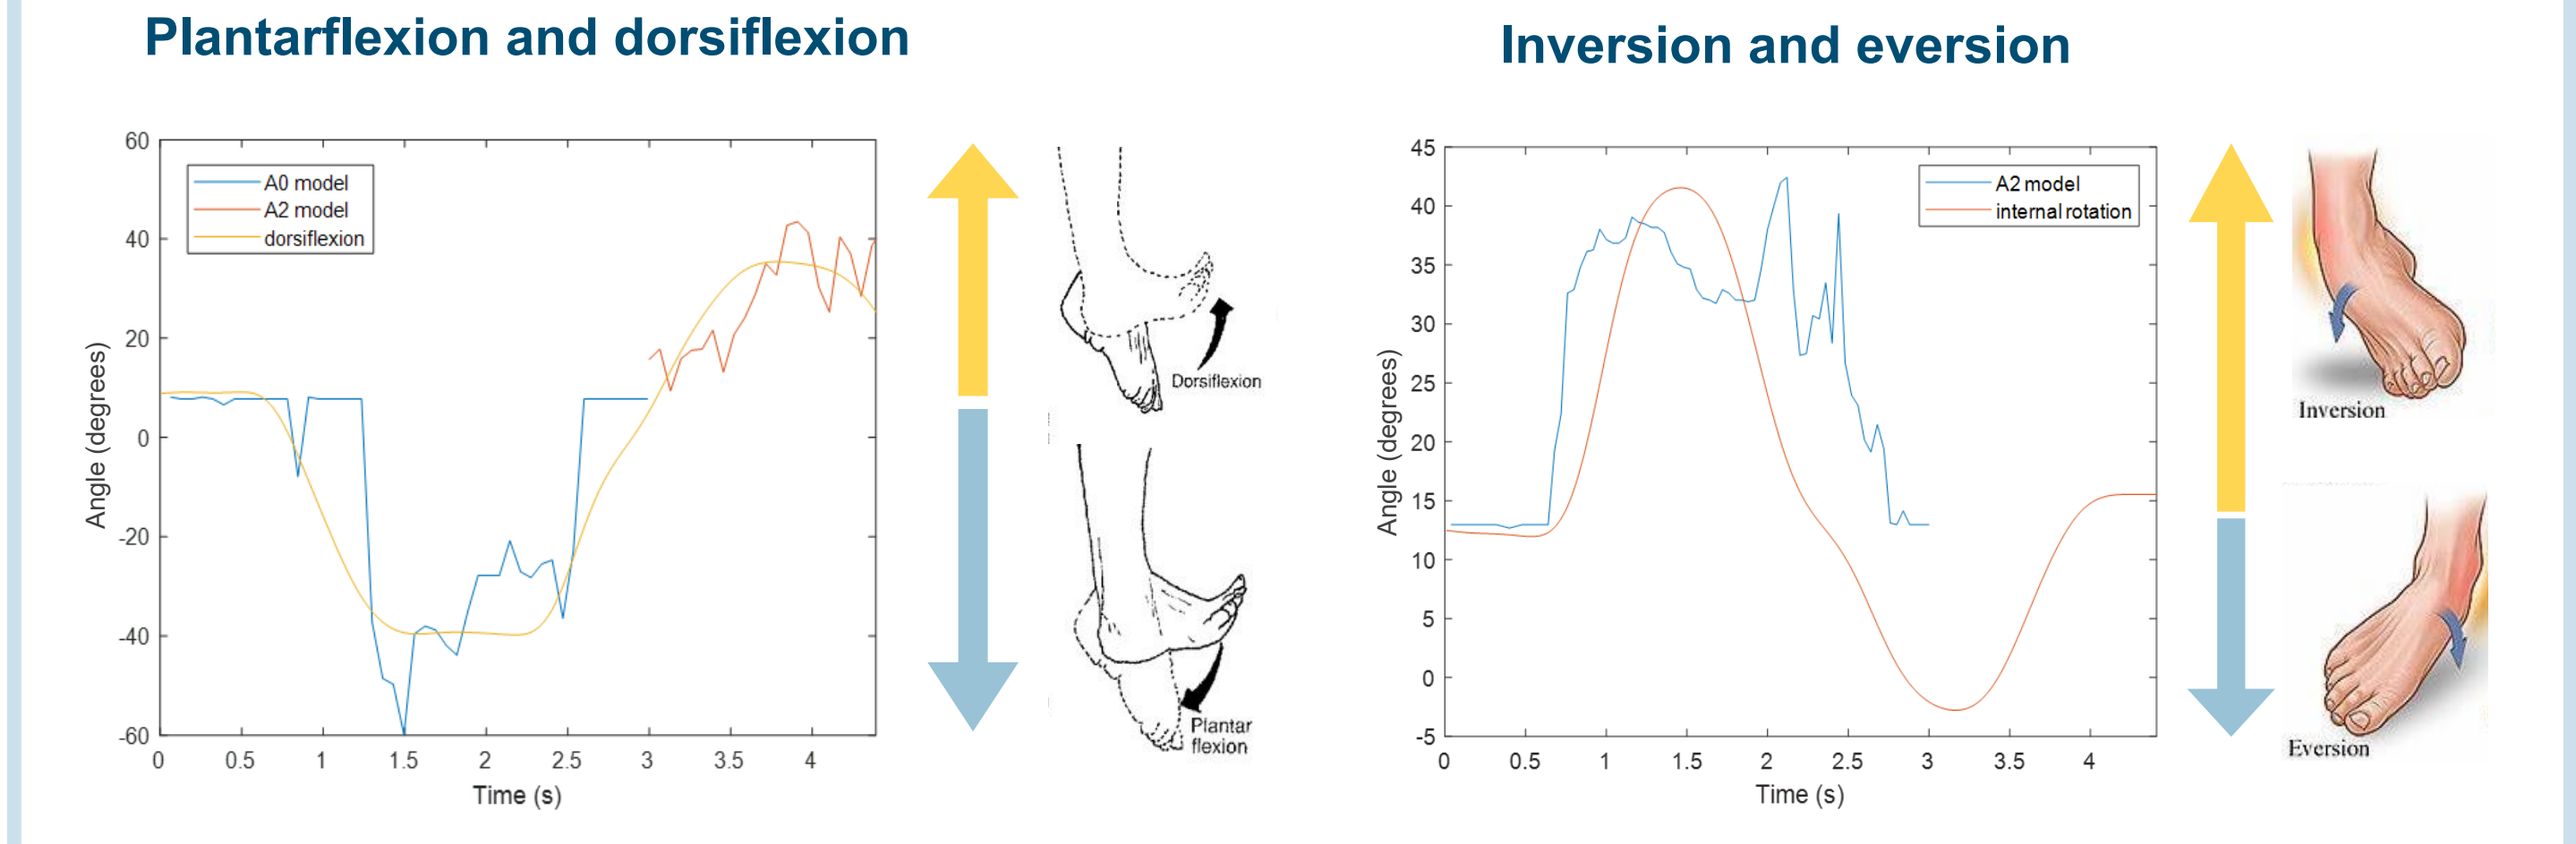 Plantarflexion and dorsiflexion
60
40
20
0
-20
-40
-60
Angle (degrees)
A0 model
A2 model
dorsiflexion
0 0.5 1 1.5 2 2.5 3 3.5 4
Time (s)
Dorsiflexion
Plantar
flexion
Inversion and eversion
45
40
35
30
25
20
15
10
5
0
-5
Angle (degrees)
A2 model
internal rotation
0 0.5 1 1.5 2 2.5 3 3.5 4
Time (s)
Inversion
Eversion